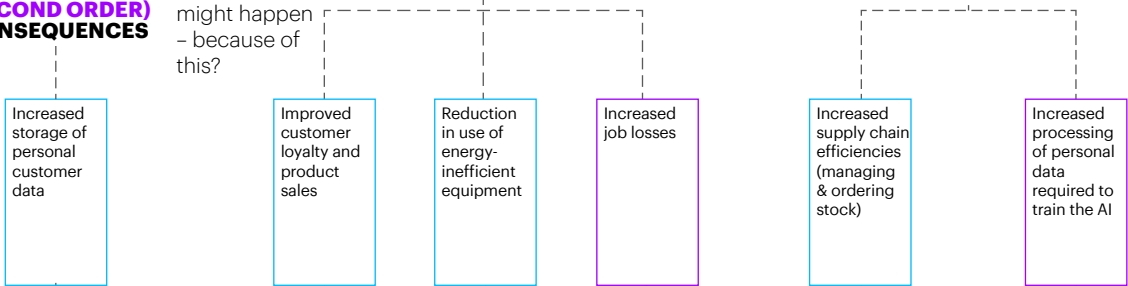 COND ORDER)
NSEQUENCES
might happen
– because of
this?
Increased
storage of
personal
customer
data
Improved
customer
loyalty and
product
sales
Reduction
in use of
energy-
inefficient
equipment
Increased
job losses
Increased
supply chain
efficiencies
(managing
& ordering
stock)
Increased
processing
of personal
data
required to
train the AI